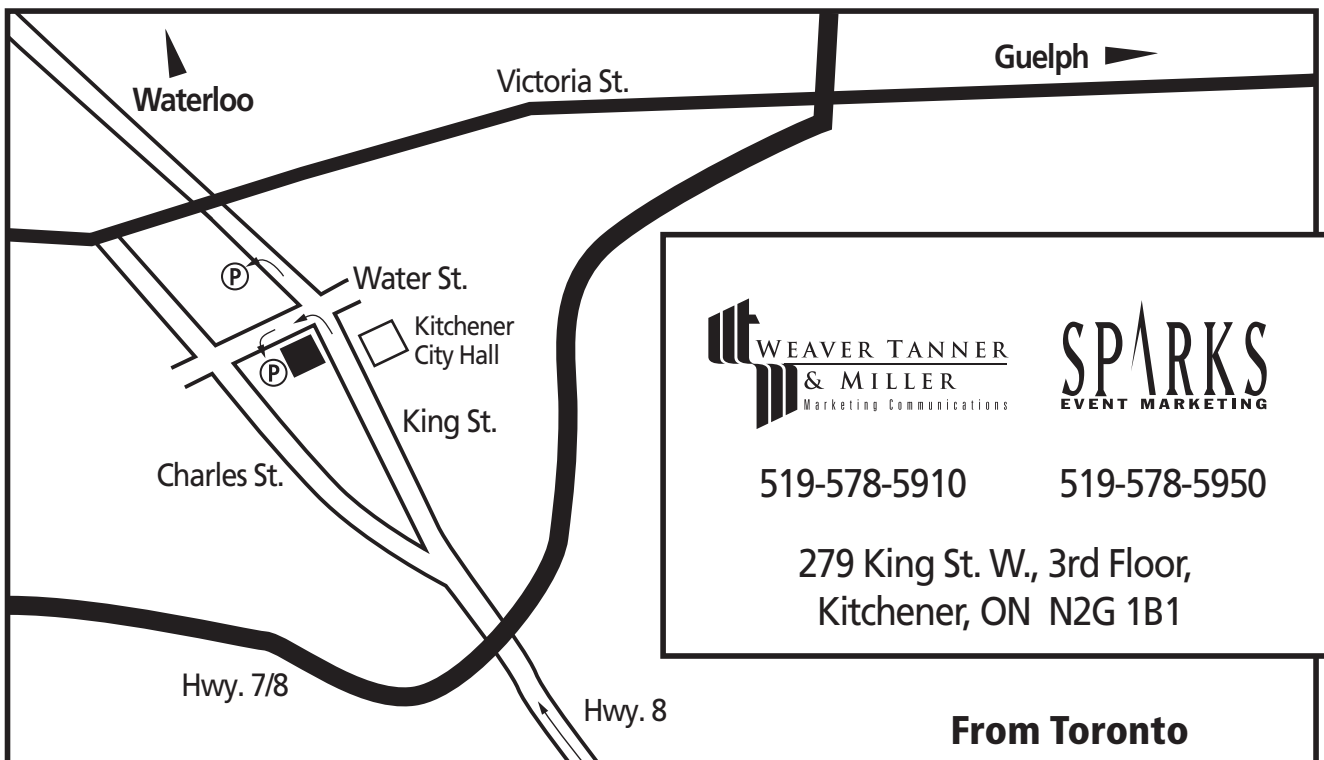 Waterloo
Victoria St.
Guelph
P
Water St.
Kitchener
City Hall
P
King St.
Charles St.
Hwy. 7/8
Hwy. 8
WEAVER TANNER
& MILLER
Marketing Communications
SPARKS
EVENT MARKETING
519-578-5910
519-578-5950
279 King St. W., 3rd Floor,
Kitchener, ON N2G 1B1
From Toronto